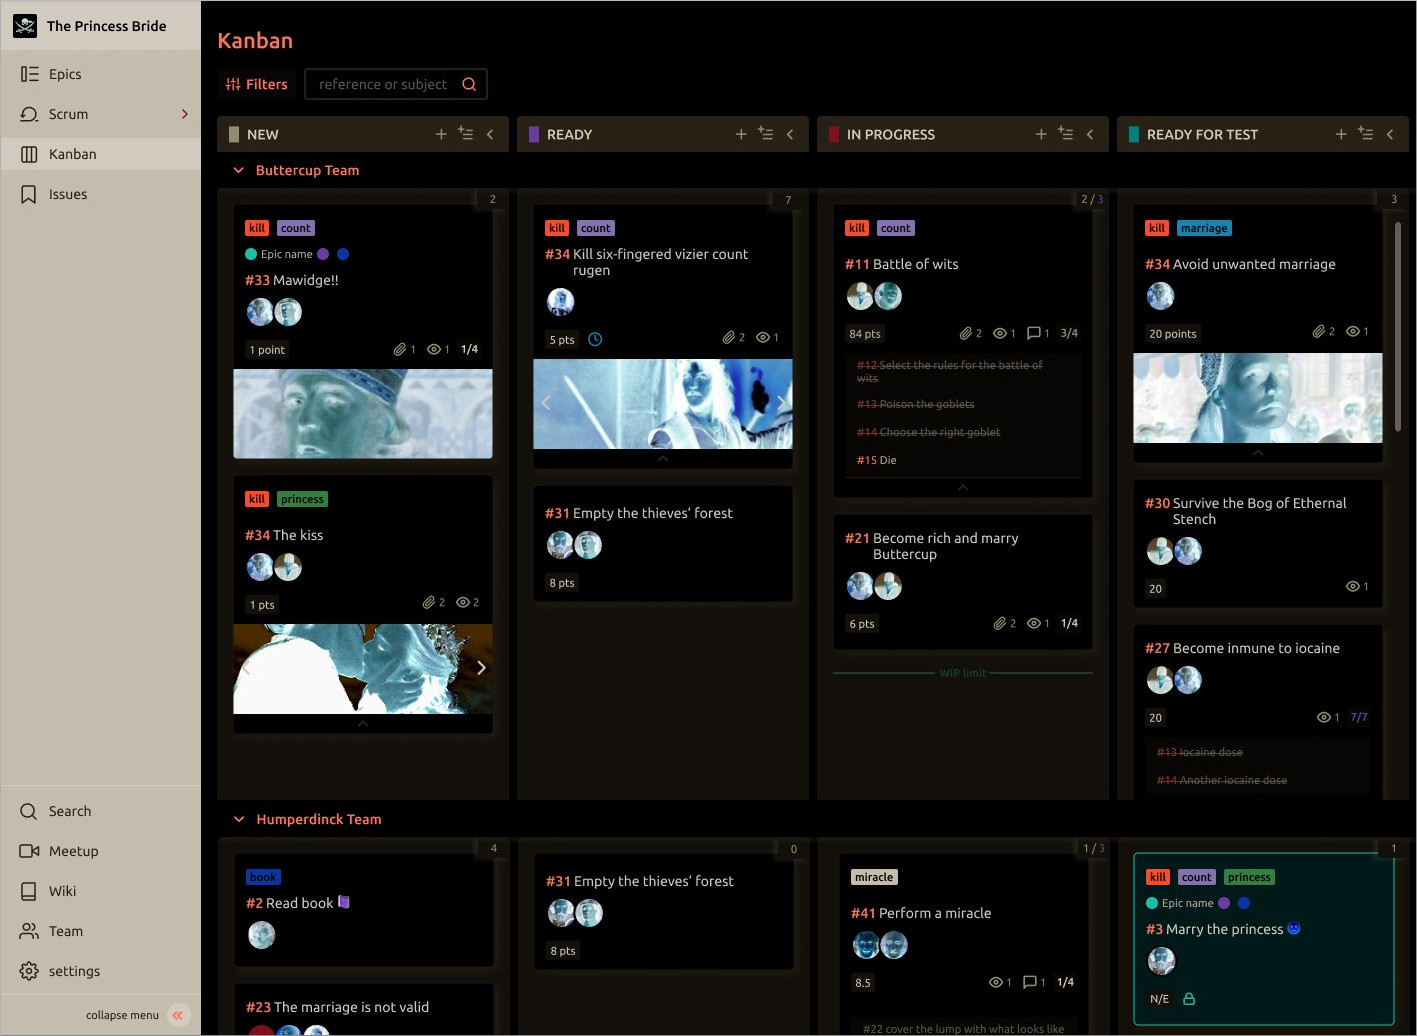 The Princess Bride
Epics
Scrum
Kanban
Issues
Search
Meetup
Wiki
Team
settings
collapse menu
Kanban
Filters
reference or subject
NEW
READY
IN PROGRESS
READY FOR TEST
Buttercup Team
2
kill count
Epic name
#33 Mawidge!!
1 point 1 1 1/4
kill princess
#34 The kiss
1 pts 2 2
7
kill count
#34 Kill six-fingered vizier count
rugen
5 pts 2 1
#31 Empty the thieves’ forest
8 pts
2 / 3
kill count
#11 Battle of wits
84 pts 2 1 1 3/4
#12 Select the rules for the battle of
wits
#13 Poison the goblets
#14 Choose the right goblet
#15 Die
#21 Become rich and marry
Buttercup
6 pts 2 1 1/4
WIP limit
3
kill marriage
#34 Avoid unwanted marriage
20 points 2 1
#30 Survive the Bog of Ethernal
Stench
20 1
#27 Become inmune to iocaine
20 1 7/7
#13 Iocaine dose
#14 Another iocaine dose
Humperdinck Team
4
book
#2 Read book
#23 The marriage is not valid
0
#31 Empty the thieves’ forest
8 pts
1 / 3
miracle
#41 Perform a miracle
8.5 1 1 1/4
#22 cover the lump with what looks like
1
kill count princess
Epic name
#3 Marry the princess
N/E